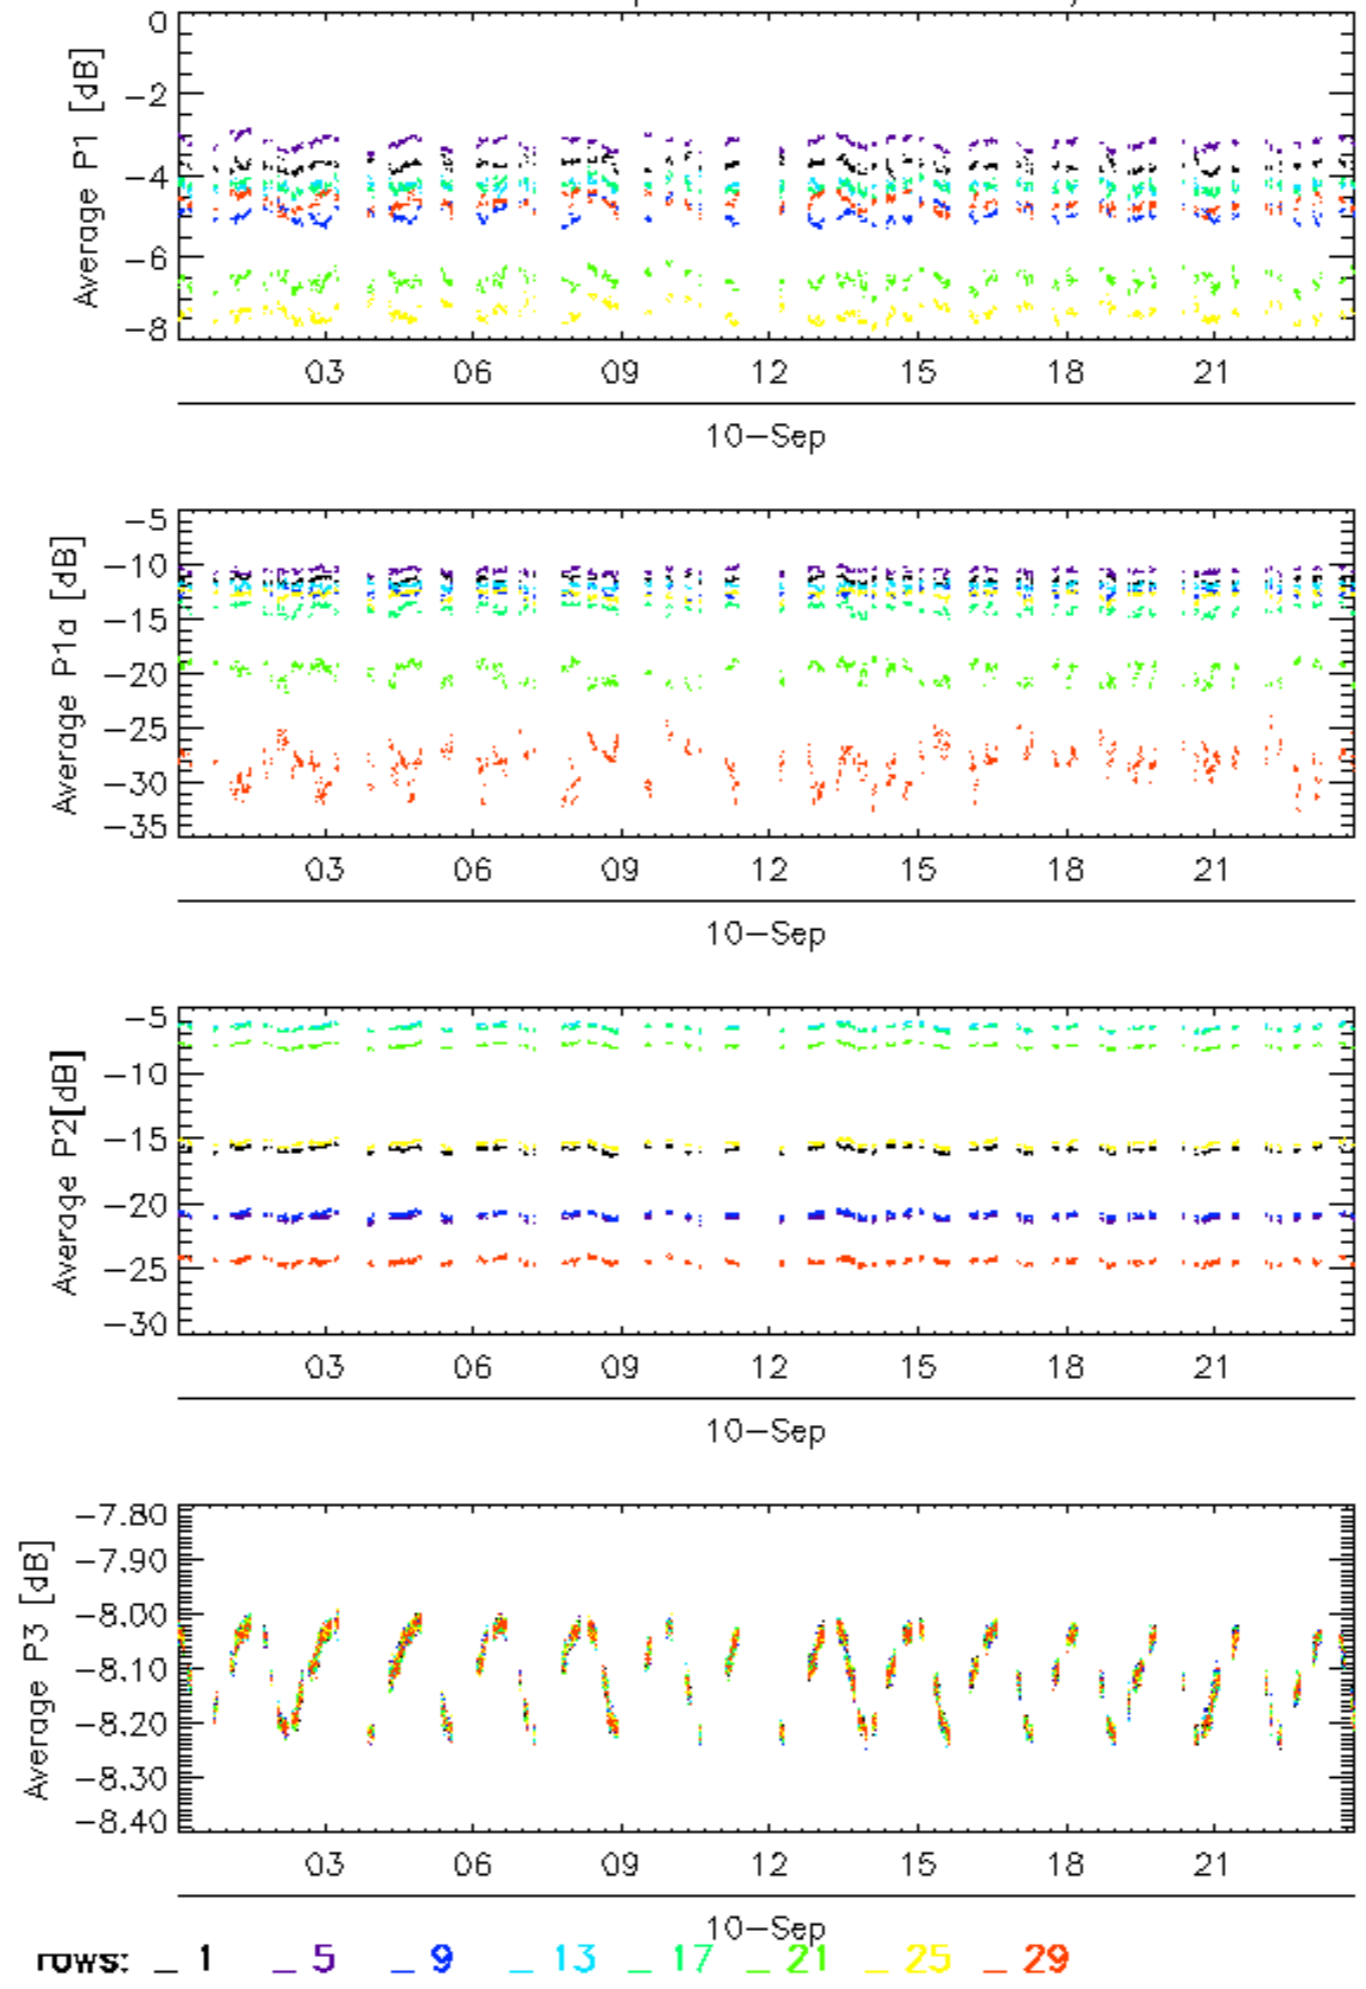 Average P1 [dB]
0
−2
−4
−6
−8
03 06 09 12 15 18 21
10−Sep
Average P1a [dB]
−5
−10
−15
−20
−25
−30
−35
03 06 09 12 15 18 21
10−Sep
Average P2[dB]
−5
−10
−15
−20
−25
−30
03 06 09 12 15 18 21
10−Sep
Average P3 [dB]
−7.80
−7.90
−8.00
−8.10
−8.20
−8.30
−8.40
03 06 09 12 15 18 21
10−Sep
rows: _ 1 _ 5 _ 9 _ 13 _ 17 _ 21 _ 25 _ 29